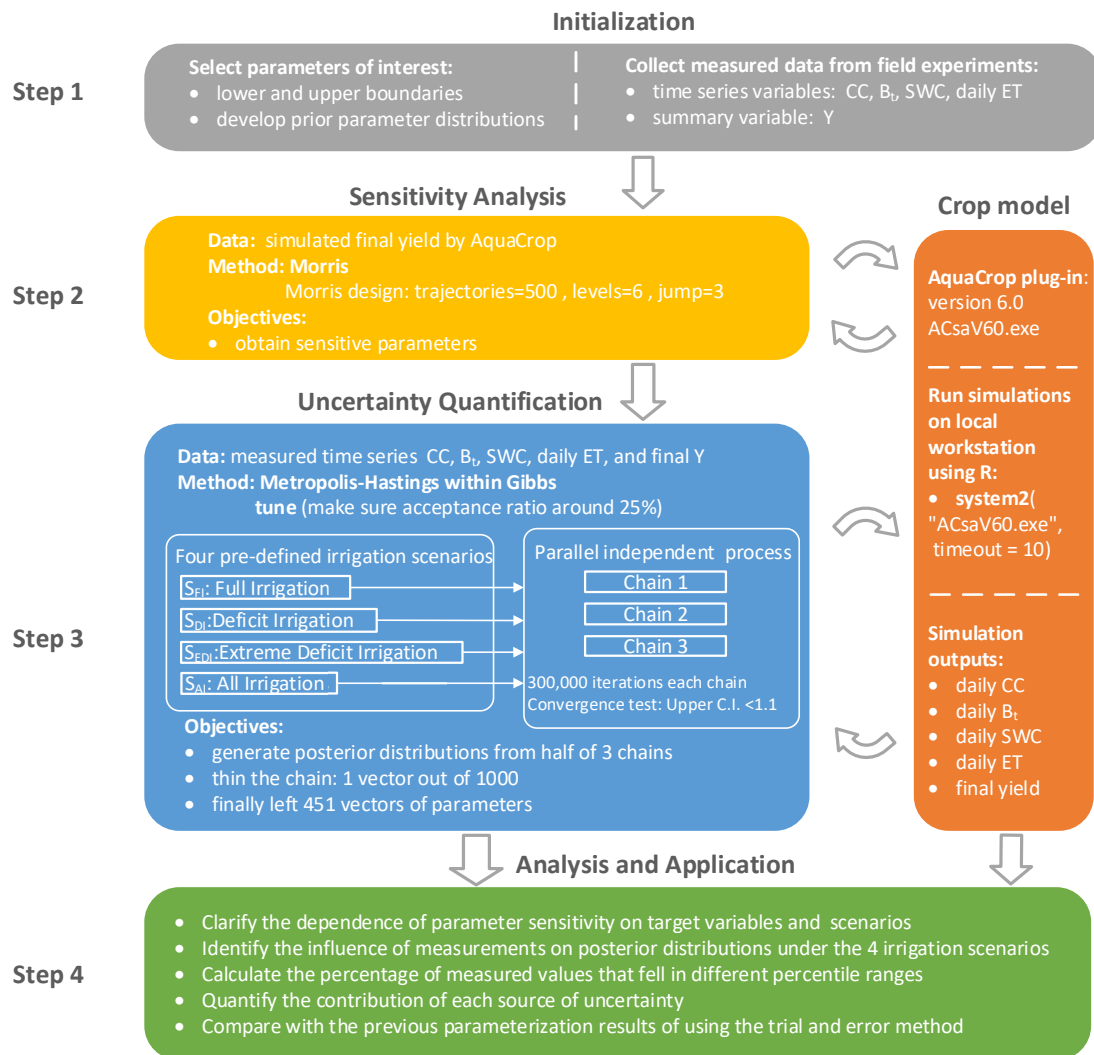 Initialization
Step 1
Select parameters of interest:
• lower and upper boundaries
• develop prior parameter distributions
Collect measured data from field experiments:
• time series variables: CC, Bt, SWC, daily ET
• summary variable: Y
Sensitivity Analysis
Step 2
Data: simulated final yield by AquaCrop
Method: Morris
Morris design: trajectories=500 , levels=6 , jump=3
Objectives:
• obtain sensitive parameters
Crop model
AquaCrop plug-in:
version 6.0
ACsaV60.exe
Run simulations
on local
workstation
using R:
• system2(
"ACsaV60.exe",
timeout = 10)
Simulation
outputs:
• daily CC
• daily Bt
• daily SWC
• daily ET
• final yield
Uncertainty Quantification
Step 3
Data: measured time series CC, Bt, SWC, daily ET, and final Y
Method: Metropolis-Hastings within Gibbs
tune (make sure acceptance ratio around 25%)
Four pre-defined irrigation scenarios
SFI: Full Irrigation
SDI:Deficit Irrigation
SEDI:Extreme Deficit Irrigation
SAI: All Irrigation
Parallel independent process
Chain 1
Chain 2
Chain 3
300,000 iterations each chain
Convergence test: Upper C.I. <1.1
Objectives:
• generate posterior distributions from half of 3 chains
• thin the chain: 1 vector out of 1000
• finally left 451 vectors of parameters
Analysis and Application
Step 4
• Clarify the dependence of parameter sensitivity on target variables and scenarios
• Identify the influence of measurements on posterior distributions under the 4 irrigation scenarios
• Calculate the percentage of measured values that fell in different percentile ranges
• Quantify the contribution of each source of uncertainty
• Compare with the previous parameterization results of using the trial and error method